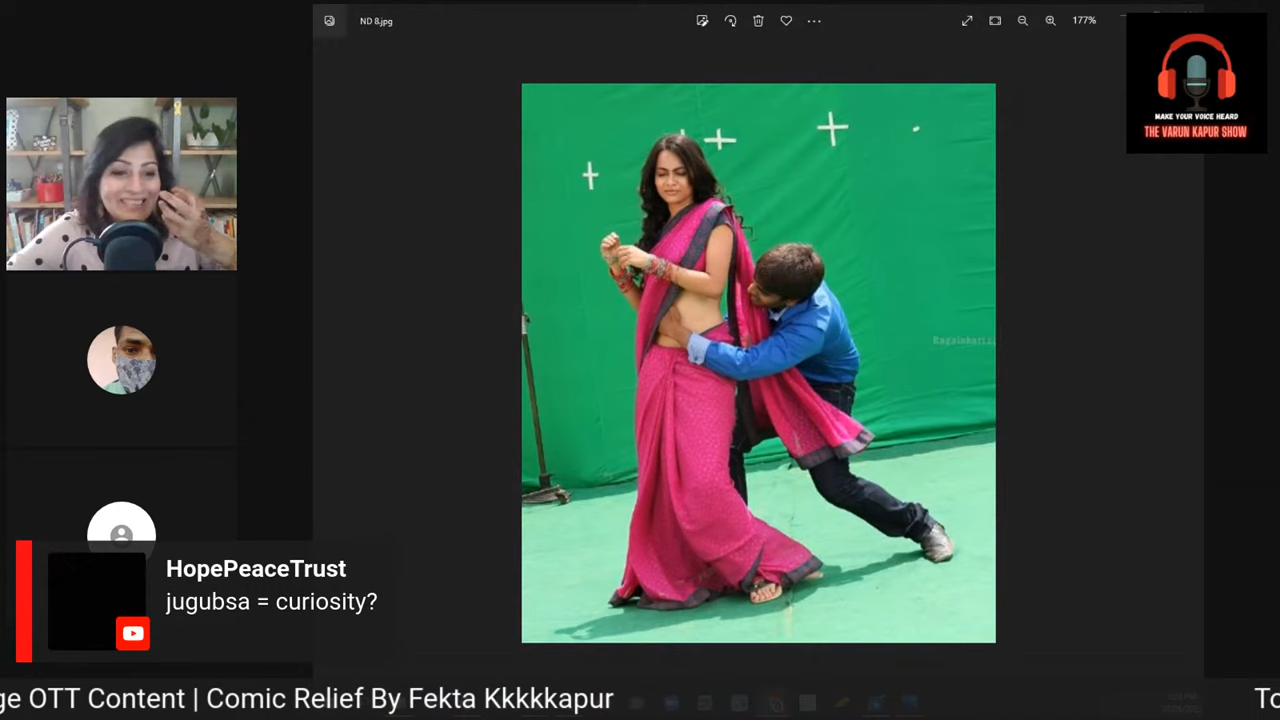 ND 8.jpg
177%
MAKE YOUR VOICE HEARD
THE VARUN KAPUR SHOW
HopePeaceTrust
jugubsa = curiosity?
ge OTT Content | Comic Relief By Fekta Kkkkkapur
To